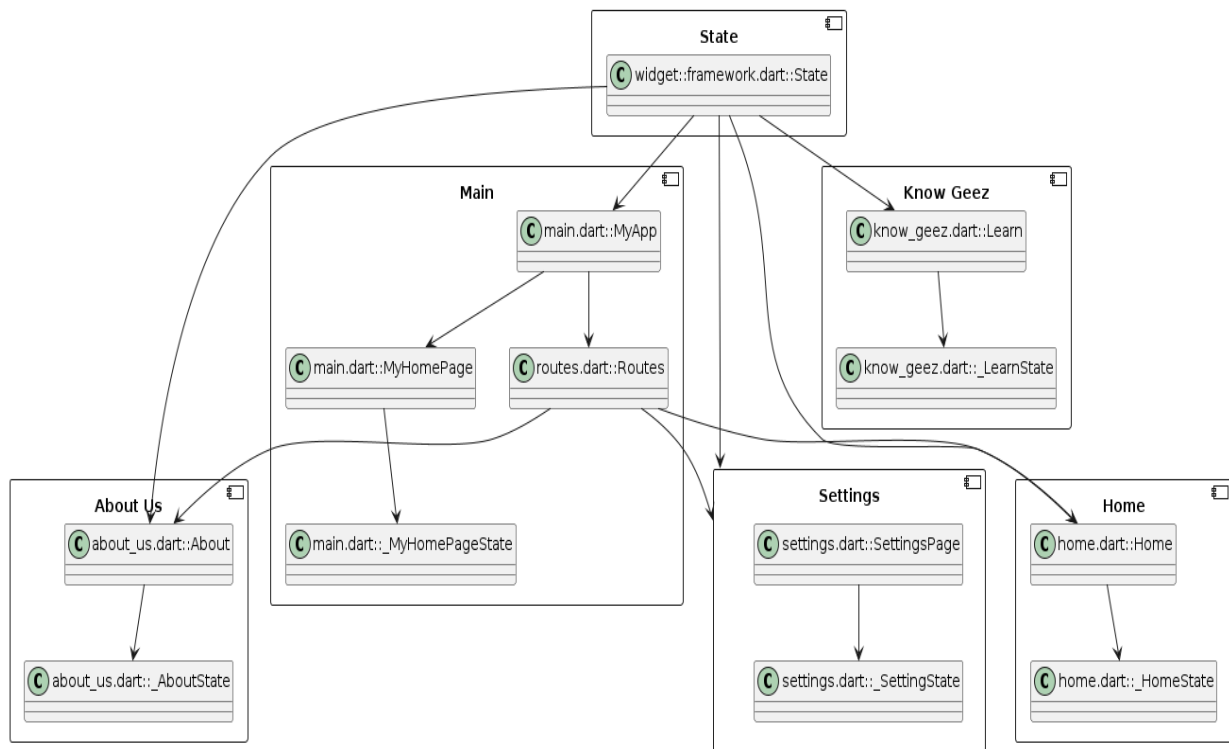 State
C widget::framework.dart::State
Main
C main.dart::MyApp
C main.dart::MyHomePage
C routes.dart::Routes
C main.dart::_MyHomePageState
Know Geez
C know_geez.dart::Learn
C know_geez.dart::_LearnState
About Us
C about_us.dart::About
C about_us.dart::_AboutState
Settings
C settings.dart::SettingsPage
C settings.dart::_SettingState
Home
C home.dart::Home
C home.dart::_HomeState